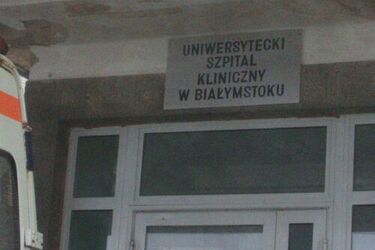 UNIWERSYTECKI
SZPITAL
KLINICZNY
W BIAŁYMSTOKU